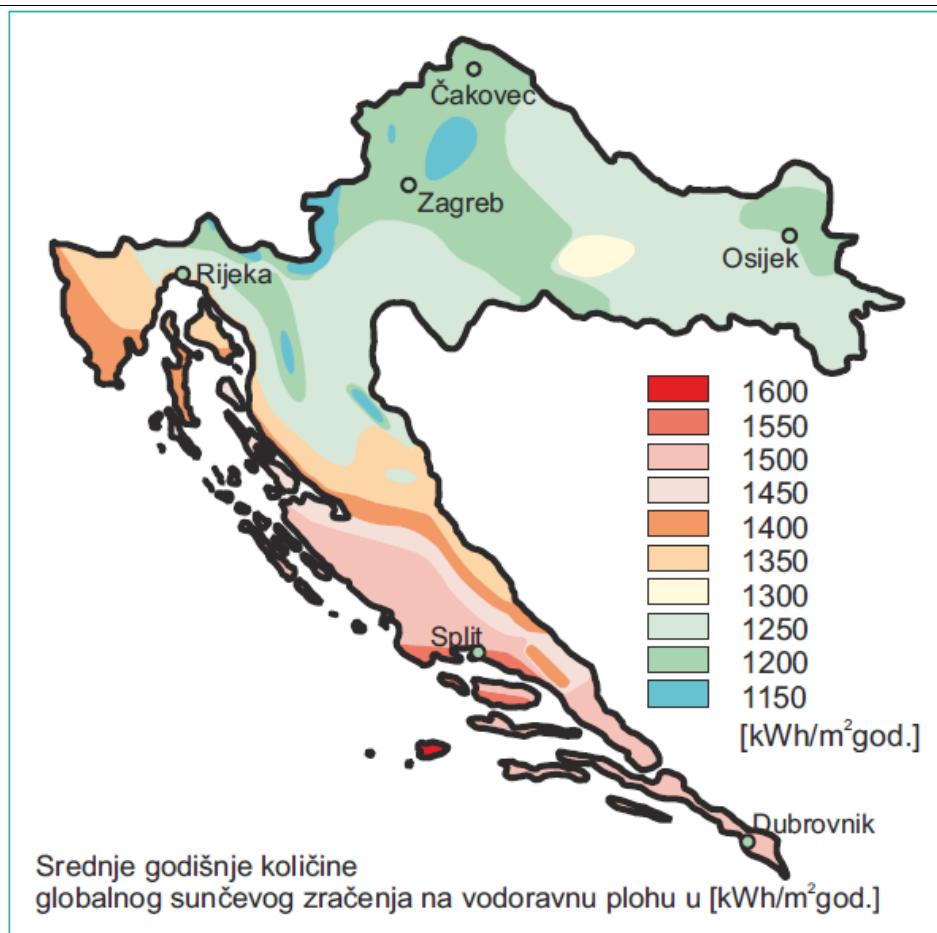 Čakovec
Zagreb
Osijek
Rijeka
1600
1550
1500
1450
1400
1350
1300
1250
1200
1150
[kWh/m²god.]
Split
Dubrovnik
Srednje godišnje količine
globalnog sunčevog zračenja na vodoravnu plohu u [kWh/m²god.]